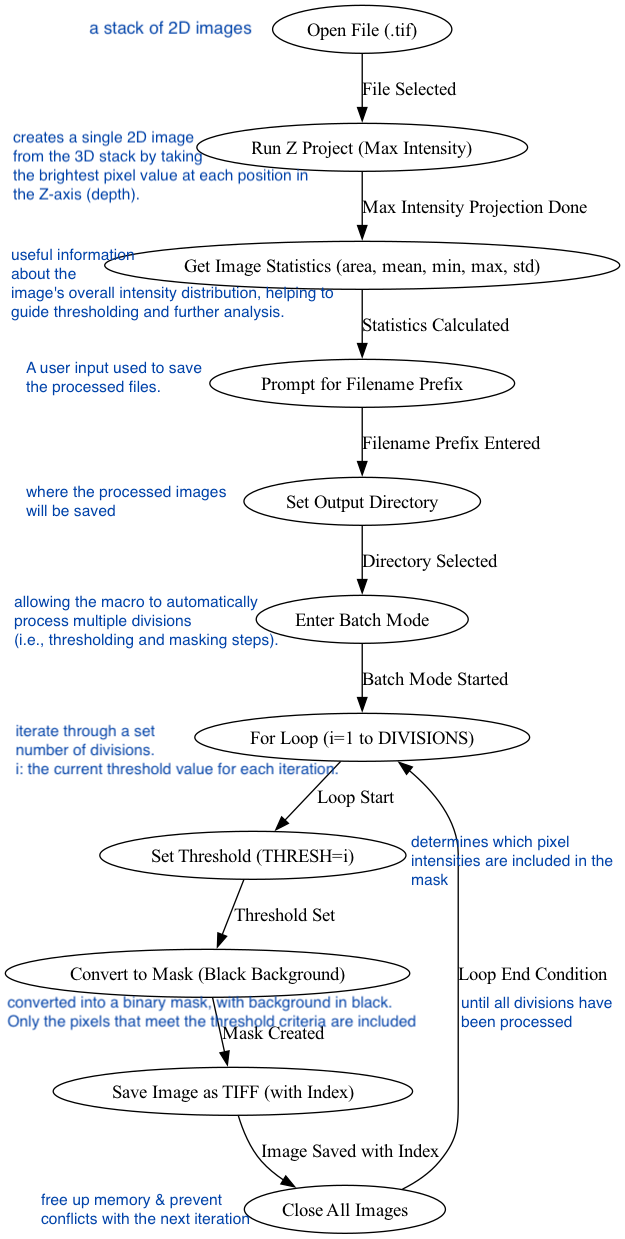 a stack of 2D images
Open File (.tif)
File Selected
creates a single 2D image
from the 3D stack by taking
the brightest pixel value at each position in
the Z-axis (depth).
Run Z Project (Max Intensity)
Max Intensity Projection Done
useful information
about the
image's overall intensity distribution, helping to
guide thresholding and further analysis.
Get Image Statistics (area, mean, min, max, std)
Statistics Calculated
A user input used to save
the processed files.
Prompt for Filename Prefix
Filename Prefix Entered
where the processed images
will be saved
Set Output Directory
Directory Selected
allowing the macro to automatically
process multiple divisions
(i.e., thresholding and masking steps).
Enter Batch Mode
Batch Mode Started
iterate through a set
number of divisions.
i: the current threshold value for each iteration.
For Loop (i=1 to DIVISIONS)
Loop Start
Set Threshold (THRESH=i)
determines which pixel
intensities are included in the
mask
Threshold Set
Convert to Mask (Black Background)
converted into a binary mask, with background in black.
Only the pixels that meet the threshold criteria are included
Loop End Condition
until all divisions have
been processed
Mask Created
Save Image as TIFF (with Index)
Image Saved with Index
free up memory & prevent
conflicts with the next iteration
Close All Images